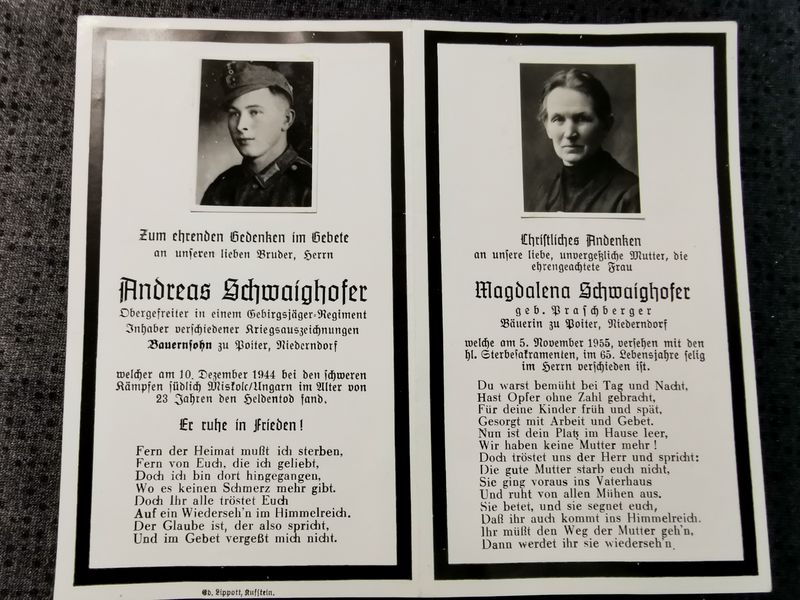 Zum ehrenden Gedenken im Gebete
an unseren lieben Bruder, Herrn
Andreas Schwaighofer
Obergefreiter in einem Gebirgsjäger-Regiment
Inhaber verschiedener Kriegsauszeichnungen
Bauernsohn zu Poiter, Niederndorf
welcher am 10. Dezember 1944 bei den schweren
Kämpfen südlich Miskolc/Ungarn im Alter von
23 Jahren den Heldentod fand.
Er ruhe in Frieden!
Fern der Heimat mußt ich sterben,
Fern von Euch, die ich geliebt,
Doch ich bin dort hingegangen,
Wo es keinen Schmerz mehr gibt.
Doch Ihr alle tröstet Euch
Auf ein Wiederseh'n im Himmelreich.
Der Glaube ist, der also spricht,
Und im Gebet vergeßt mich nicht.
Ed. Lippott, Kufstein.
Christliches Andenken
an unsere liebe, unvergeßliche Mutter, die
ehrengeachtete Frau
Magdalena Schwaighofer
geb. Praschberger
Bäuerin zu Poiter, Niederndorf
welche am 5. November 1955, versehen mit den
hl. Sterbesakramenten, im 65. Lebensjahre selig
im Herrn verschieden ist.
Du warst bemüht bei Tag und Nacht,
Hast Opfer ohne Zahl gebracht,
Für deine Kinder früh und spät,
Gesorgt mit Arbeit und Gebet.
Nun ist dein Platz im Hause leer,
Wir haben keine Mutter mehr!
Doch tröstet uns der Herr und spricht:
Die gute Mutter starb euch nicht,
Sie ging voraus ins Vaterhaus
Und ruht von allen Mühen aus.
Sie betet, und sie segnet euch,
Daß ihr auch kommt ins Himmelreich.
Ihr müßt den Weg der Mutter geh'n,
Dann werdet ihr sie wiederseh'n.